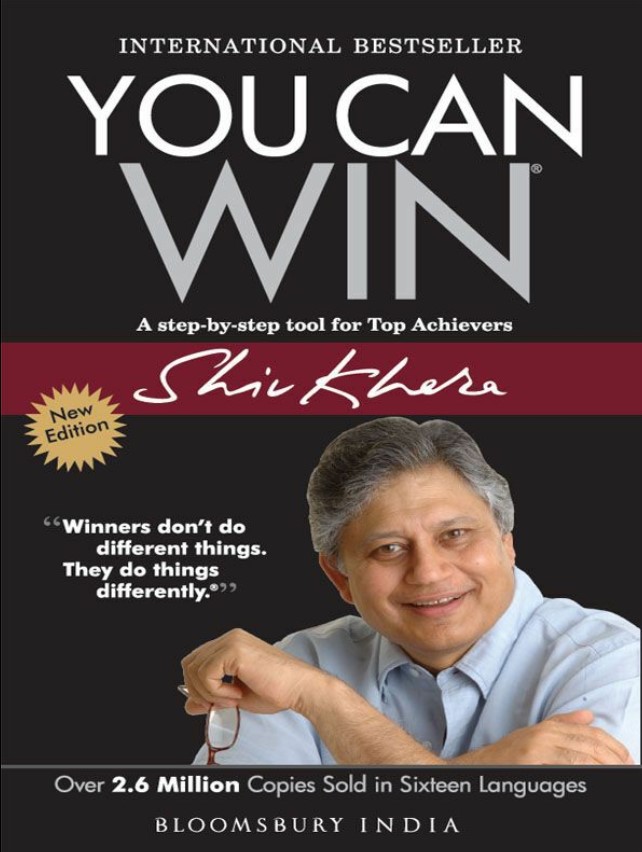 INTERNATIONAL BESTSELLER
YOU CAN
WIN®
A step-by-step tool for Top Achievers
Shiv Khera
New
Edition
“Winners don’t do
different things.
They do things
differently.®”
Over 2.6 Million Copies Sold in Sixteen Languages
BLOOMSBURY INDIA